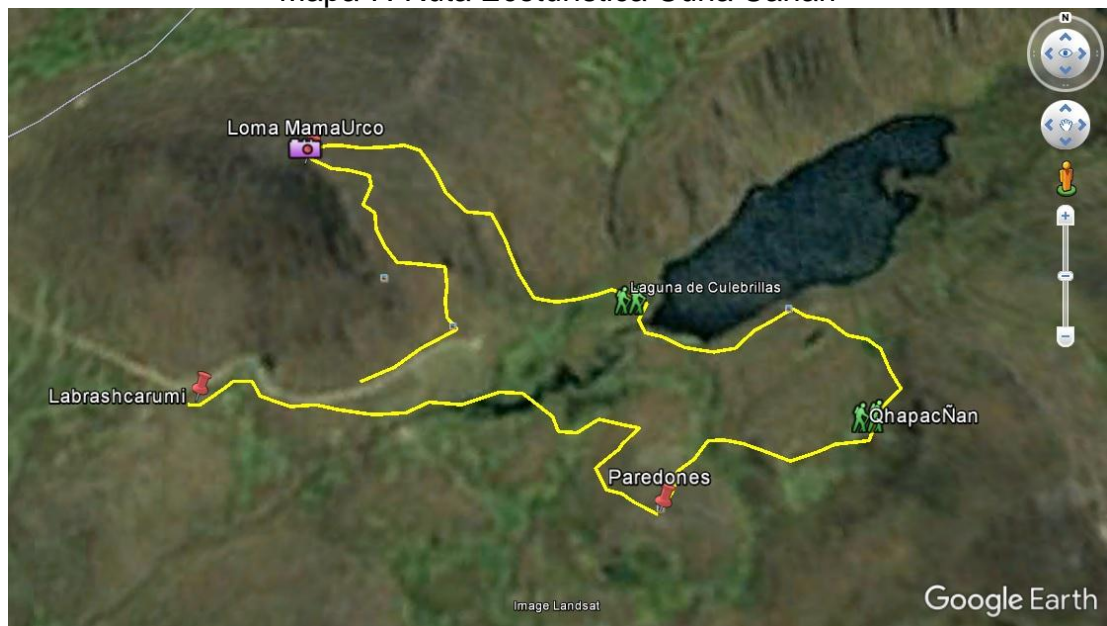 N
Loma MamaUrco
Laguna de Culebrillas
Labrashcarumi
QhapacÑan
Paredones
Image Landsat
Google Earth